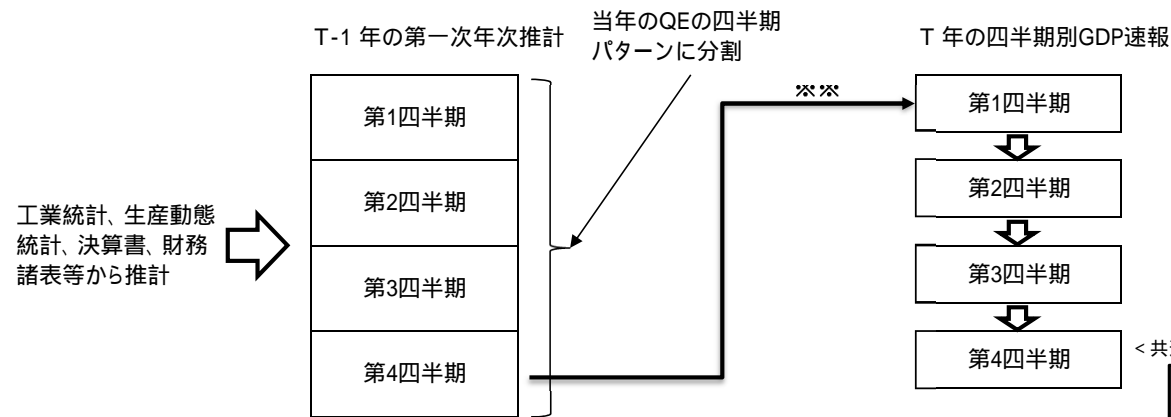 T-1 年の第一次年次推計
当年のQEの四半期
パターンに分割
T 年の四半期別GDP速報
※※
第1四半期
第2四半期
第3四半期
第4四半期
工業統計、生産動態
統計、決算書、財務
諸表等から推計
第1四半期
第2四半期
第3四半期
第4四半期